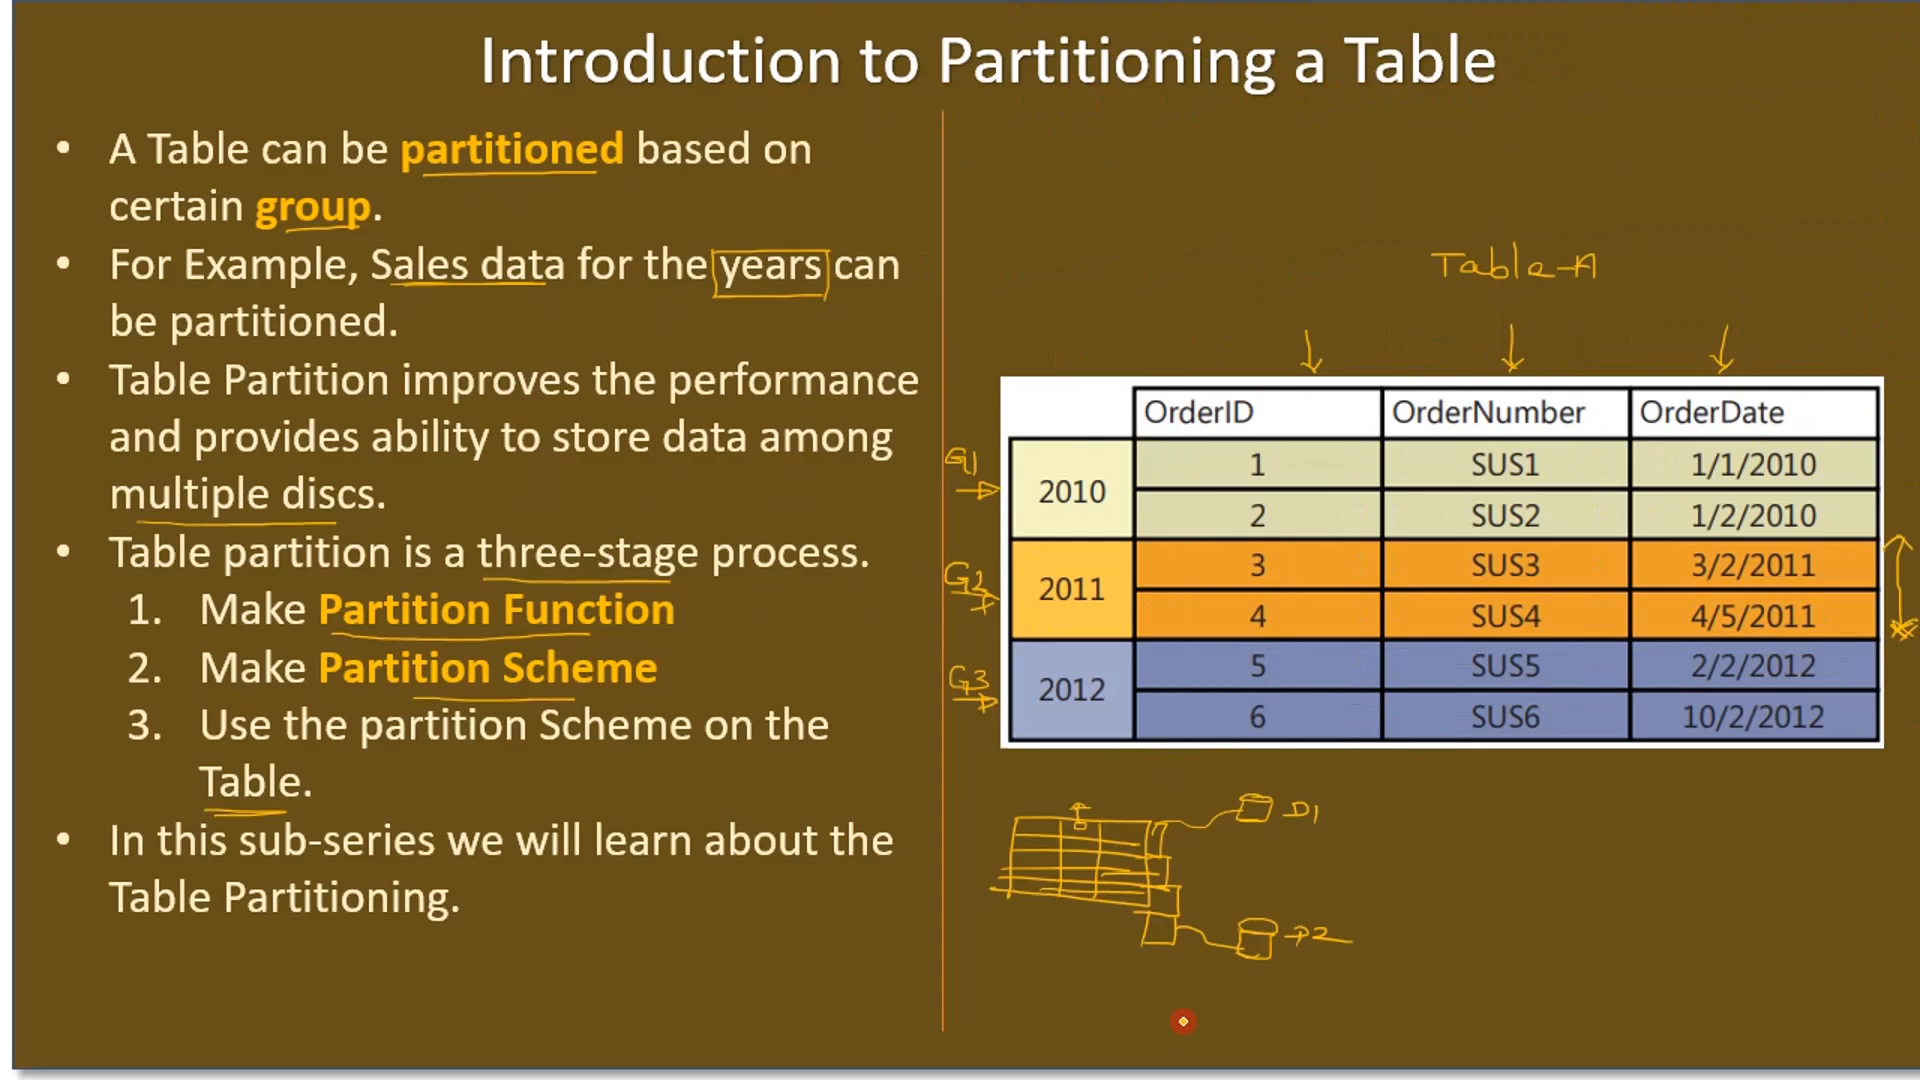 Introduction to Partitioning a Table
• A Table can be partitioned based on
certain group.
• For Example, Sales data for the years can
be partitioned.
• Table Partition improves the performance
and provides ability to store data among
multiple discs.
• Table partition is a three-stage process.
1. Make Partition Function
2. Make Partition Scheme
3. Use the partition Scheme on the
Table.
• In this sub-series we will learn about the
Table Partitioning.
Table-A
OrderID OrderNumber OrderDate
G1
2010
1 SUS1 1/1/2010
2 SUS2 1/2/2010
G2
2011
3 SUS3 3/2/2011
4 SUS4 4/5/2011
G3
2012
5 SUS5 2/2/2012
6 SUS6 10/2/2012
D1